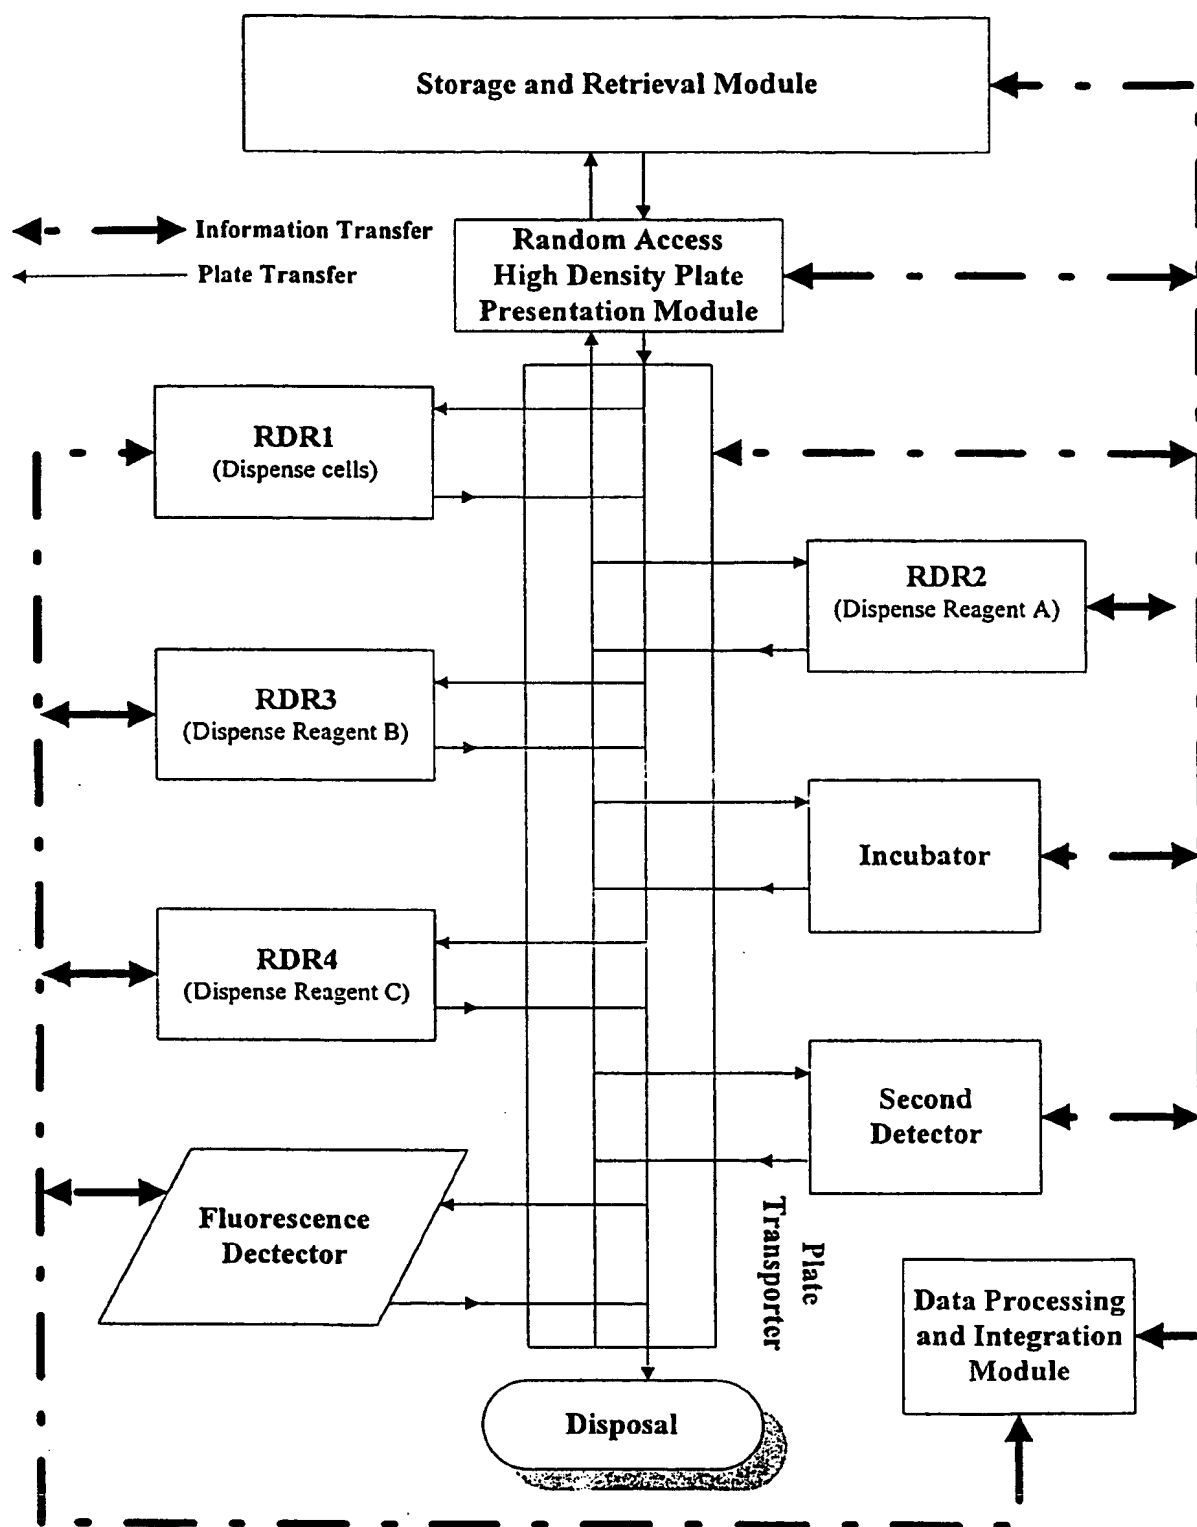 Storage and Retrieval Module
Information Transfer
Plate Transfer
Random Access
High Density Plate
Presentation Module
RDR1
(Dispense cells)
RDR2
(Dispense Reagent A)
RDR3
(Dispense Reagent B)
Incubator
RDR4
(Dispense Reagent C)
Second
Detector
Fluorescence
Dectector
Plate
Transporter
Data Processing
and Integration
Module
Disposal